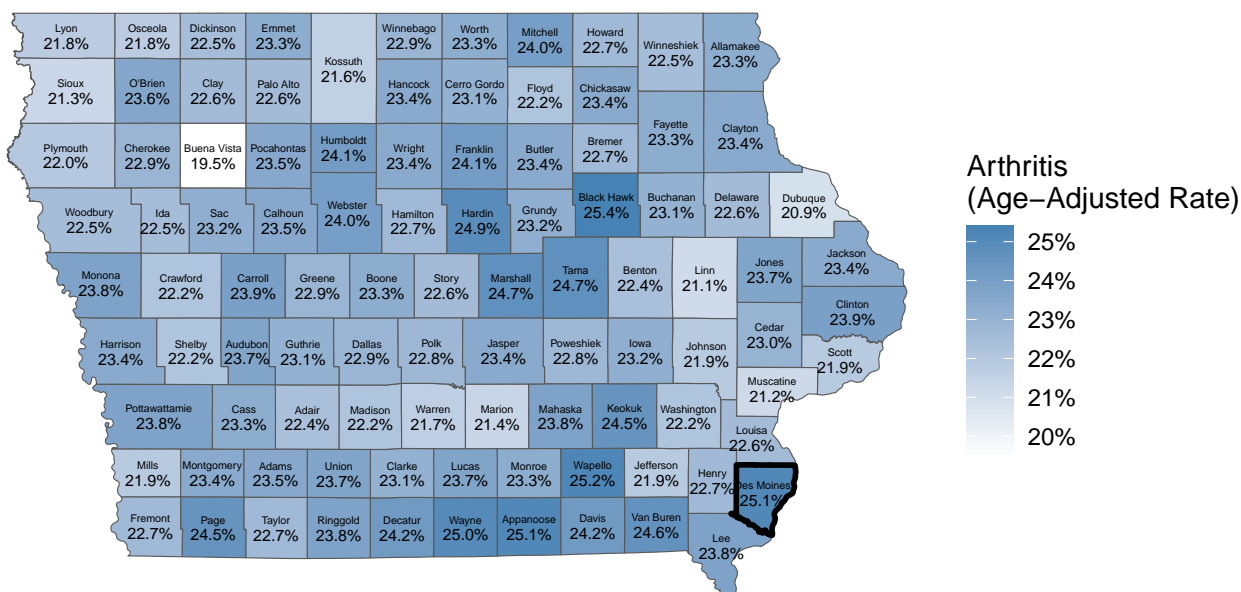 Lyon
21.8%
Osceola
21.8%
Dickinson
22.5%
Emmet
23.3%
Kossuth
21.6%
Winnebago
22.9%
Worth
23.3%
Mitchell
24.0%
Howard
22.7%
Winneshiek
22.5%
Allamakee
23.3%
Sioux
21.3%
O'Brien
23.6%
Clay
22.6%
Palo Alto
22.6%
Hancock
23.4%
Cerro Gordo
23.1%
Floyd
22.2%
Chickasaw
23.4%
Fayette
23.3%
Clayton
23.4%
Plymouth
22.0%
Cherokee
22.9%
Buena Vista
19.5%
Pocahontas
23.5%
Humboldt
24.1%
Wright
23.4%
Franklin
24.1%
Butler
23.4%
Bremer
22.7%
Woodbury
22.5%
Ida
22.5%
Sac
23.2%
Calhoun
23.5%
Webster
24.0%
Hamilton
22.7%
Hardin
24.9%
Grundy
23.2%
Black Hawk
25.4%
Buchanan
23.1%
Delaware
22.6%
Dubuque
20.9%
Monona
23.8%
Crawford
22.2%
Carroll
23.9%
Greene
22.9%
Boone
23.3%
Story
22.6%
Marshall
24.7%
Tama
24.7%
Benton
22.4%
Linn
21.1%
Jones
23.7%
Jackson
23.4%
Clinton
23.9%
Harrison
23.4%
Shelby
22.2%
Audubon
23.7%
Guthrie
23.1%
Dallas
22.9%
Polk
22.8%
Jasper
23.4%
Poweshiek
22.8%
Iowa
23.2%
Johnson
21.9%
Cedar
23.0%
Scott
21.9%
Muscatine
21.2%
Pottawattamie
23.8%
Cass
23.3%
Adair
22.4%
Madison
22.2%
Warren
21.7%
Marion
21.4%
Mahaska
23.8%
Keokuk
24.5%
Washington
22.2%
Louisa
22.6%
Mills
21.9%
Montgomery
23.4%
Adams
23.5%
Union
23.7%
Clarke
23.1%
Lucas
23.7%
Monroe
23.3%
Wapello
25.2%
Jefferson
21.9%
Henry
22.7%
Des Moines
25.1%
Fremont
22.7%
Page
24.5%
Taylor
22.7%
Ringgold
23.8%
Decatur
24.2%
Wayne
25.0%
Appanoose
25.1%
Davis
24.2%
Van Buren
24.6%
Lee
23.8%
Arthritis
(Age−Adjusted Rate)
25%
24%
23%
22%
21%
20%